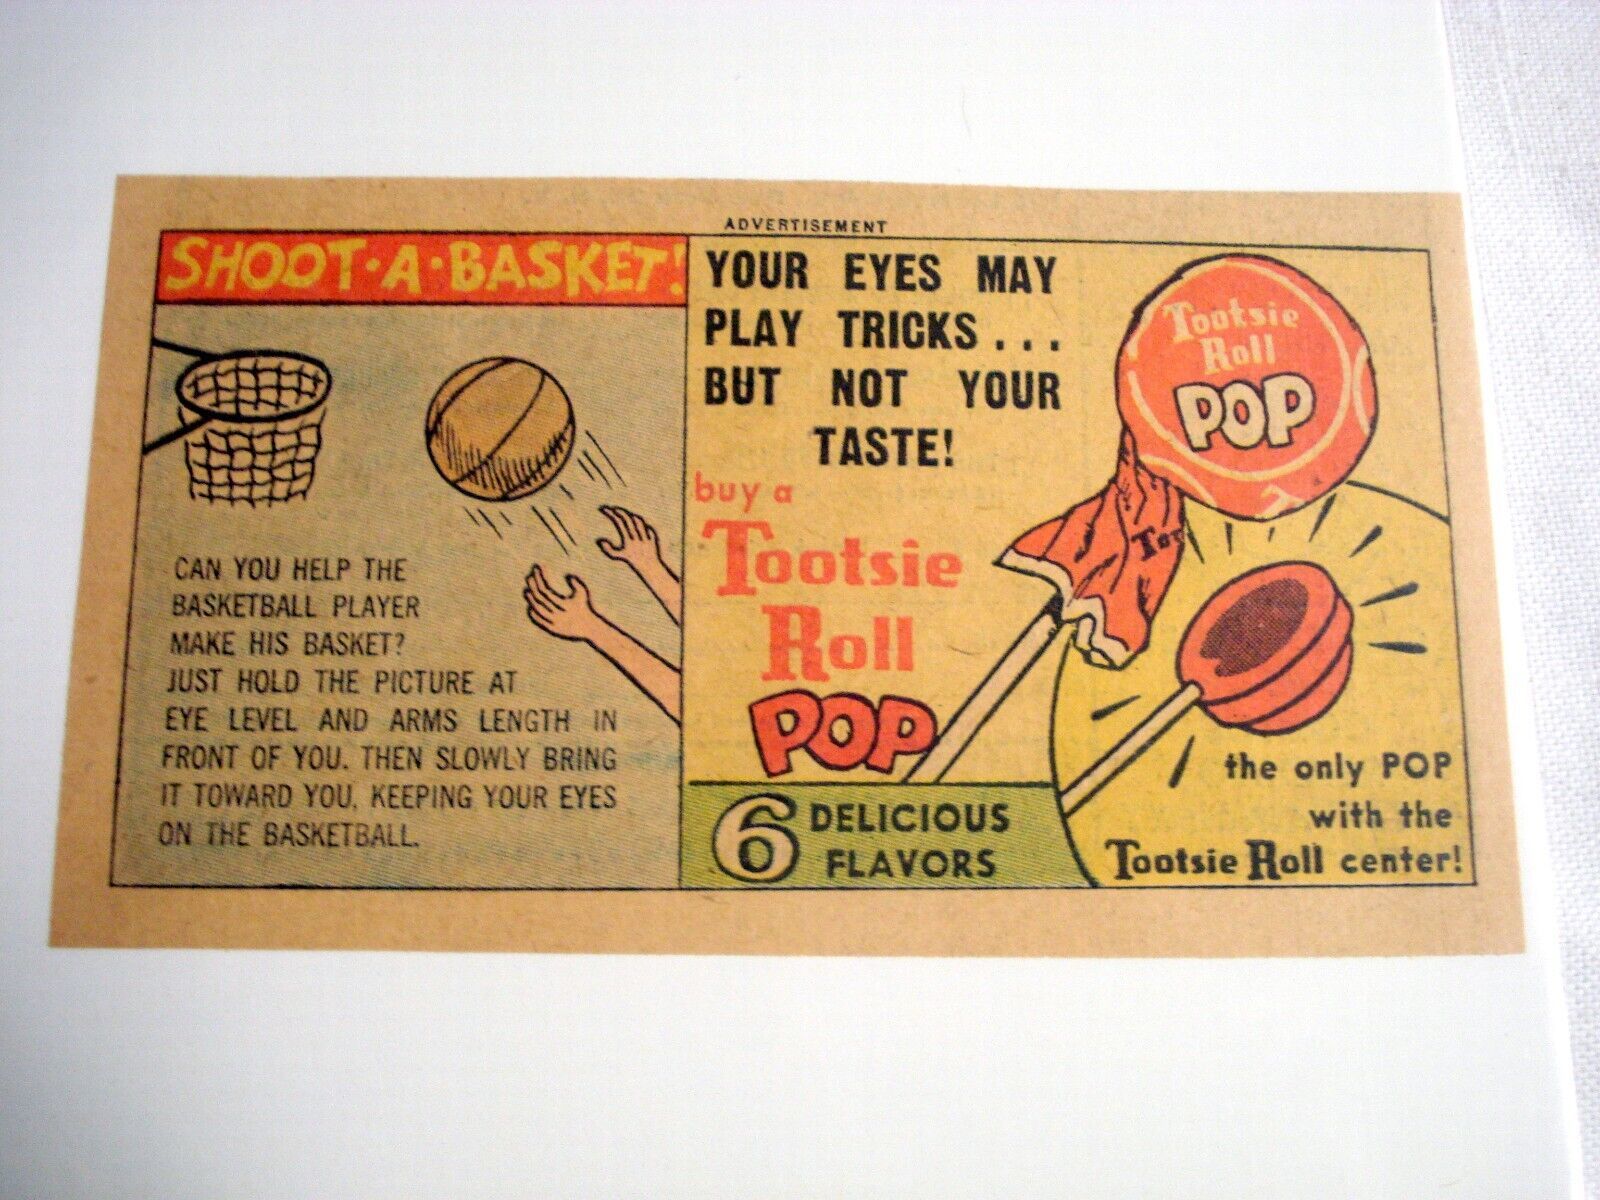 ADVERTISEMENT
SHOOT·A·BASKET!
CAN YOU HELP THE
BASKETBALL PLAYER
MAKE HIS BASKET?
JUST HOLD THE PICTURE AT
EYE LEVEL AND ARMS LENGTH IN
FRONT OF YOU. THEN SLOWLY BRING
IT TOWARD YOU, KEEPING YOUR EYES
ON THE BASKETBALL.
YOUR EYES MAY
PLAY TRICKS...
BUT NOT YOUR
TASTE!
buy a
Tootsie
Roll
POP
6 DELICIOUS
FLAVORS
Tootsie
Roll
POP
Toot
the only POP
with the
Tootsie Roll center!